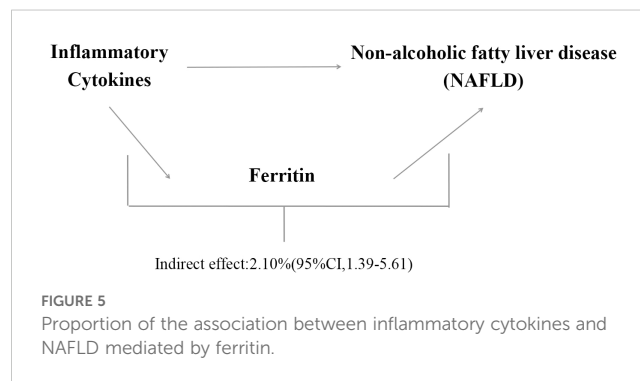 Inflammatory
Cytokines
Non-alcoholic fatty liver disease
(NAFLD)
Ferritin
Indirect effect:2.10%(95%CI,1.39-5.61)
FIGURE 5
Proportion of the association between inflammatory cytokines and
NAFLD mediated by ferritin.